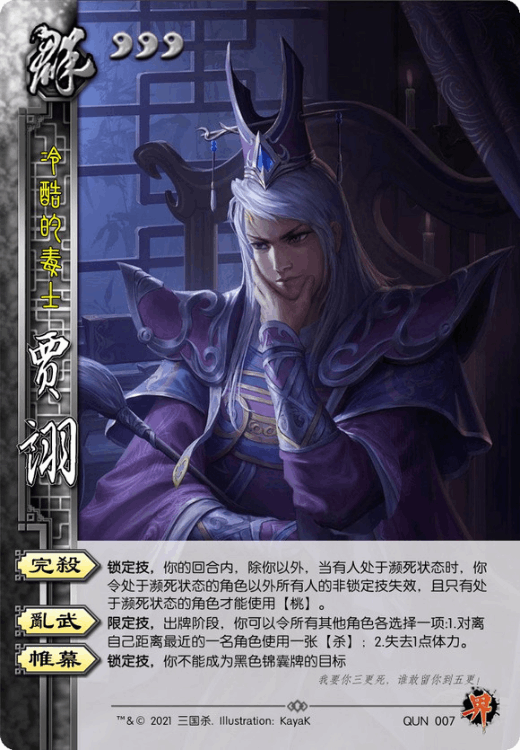 群
冷酷的毒士
贾诩
完殺
锁定技，你的回合内，除你以外，当有人处于濒死状态时，你
令处于濒死状态的角色以外所有人的非锁定技失效，且只有处
于濒死状态的角色才能使用【桃】。
亂武
限定技，出牌阶段，你可以令所有其他角色各选择一项:1.对离
自己距离最近的一名角色使用一张【杀】；2.失去1点体力。
帷幕
锁定技，你不能成为黑色锦囊牌的目标
我要你三更死，谁敢留你到五更！
™&© 2021 三国杀. Illustration: KayaK
QUN 007
界